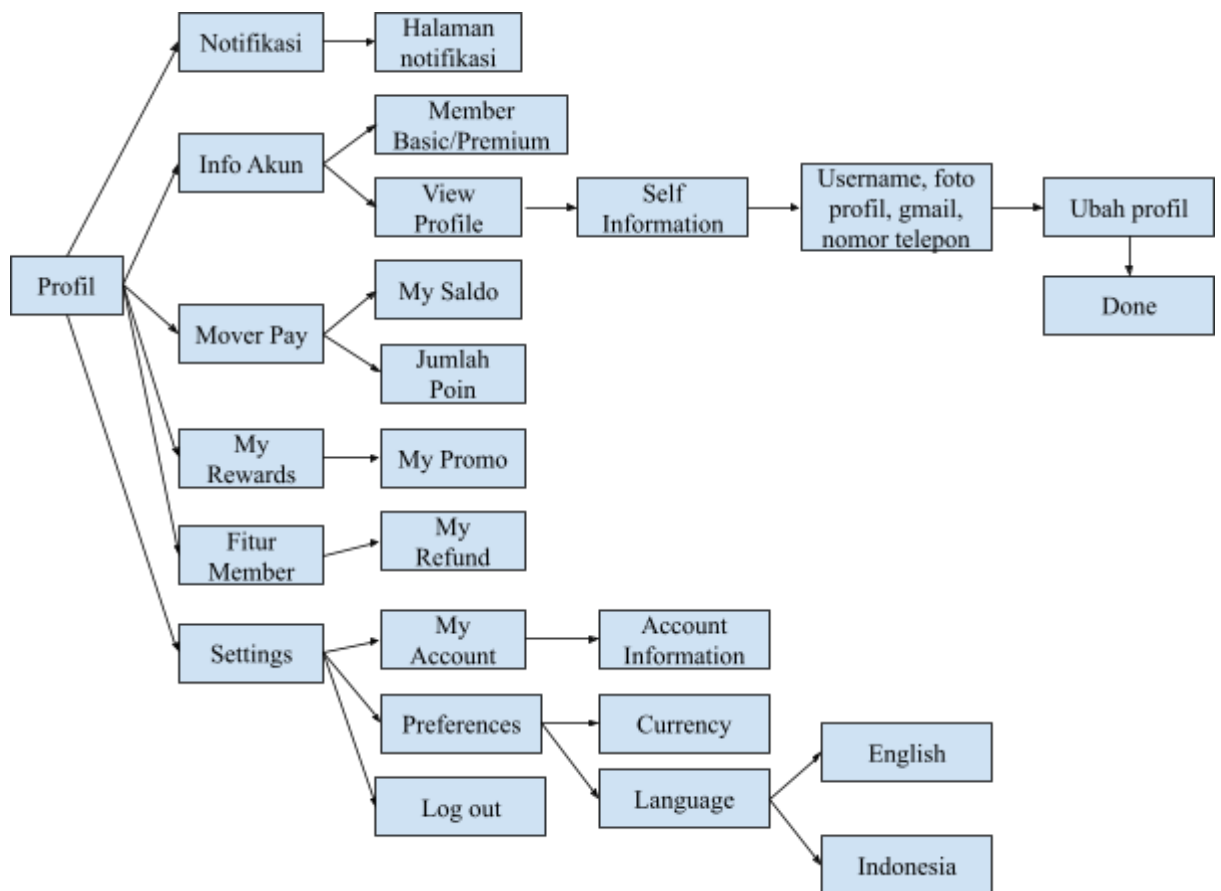 Notifikasi
Halaman
notifikasi
Info Akun
Member
Basic/Premium
View
Profile
Self
Information
Username, foto
profil, gmail,
nomor telepon
Ubah profil
Done
Profil
Mover Pay
My Saldo
Jumlah
Poin
My
Rewards
My Promo
Fitur
Member
My
Refund
Settings
My
Account
Account
Information
Preferences
Currency
Language
English
Indonesia
Log out